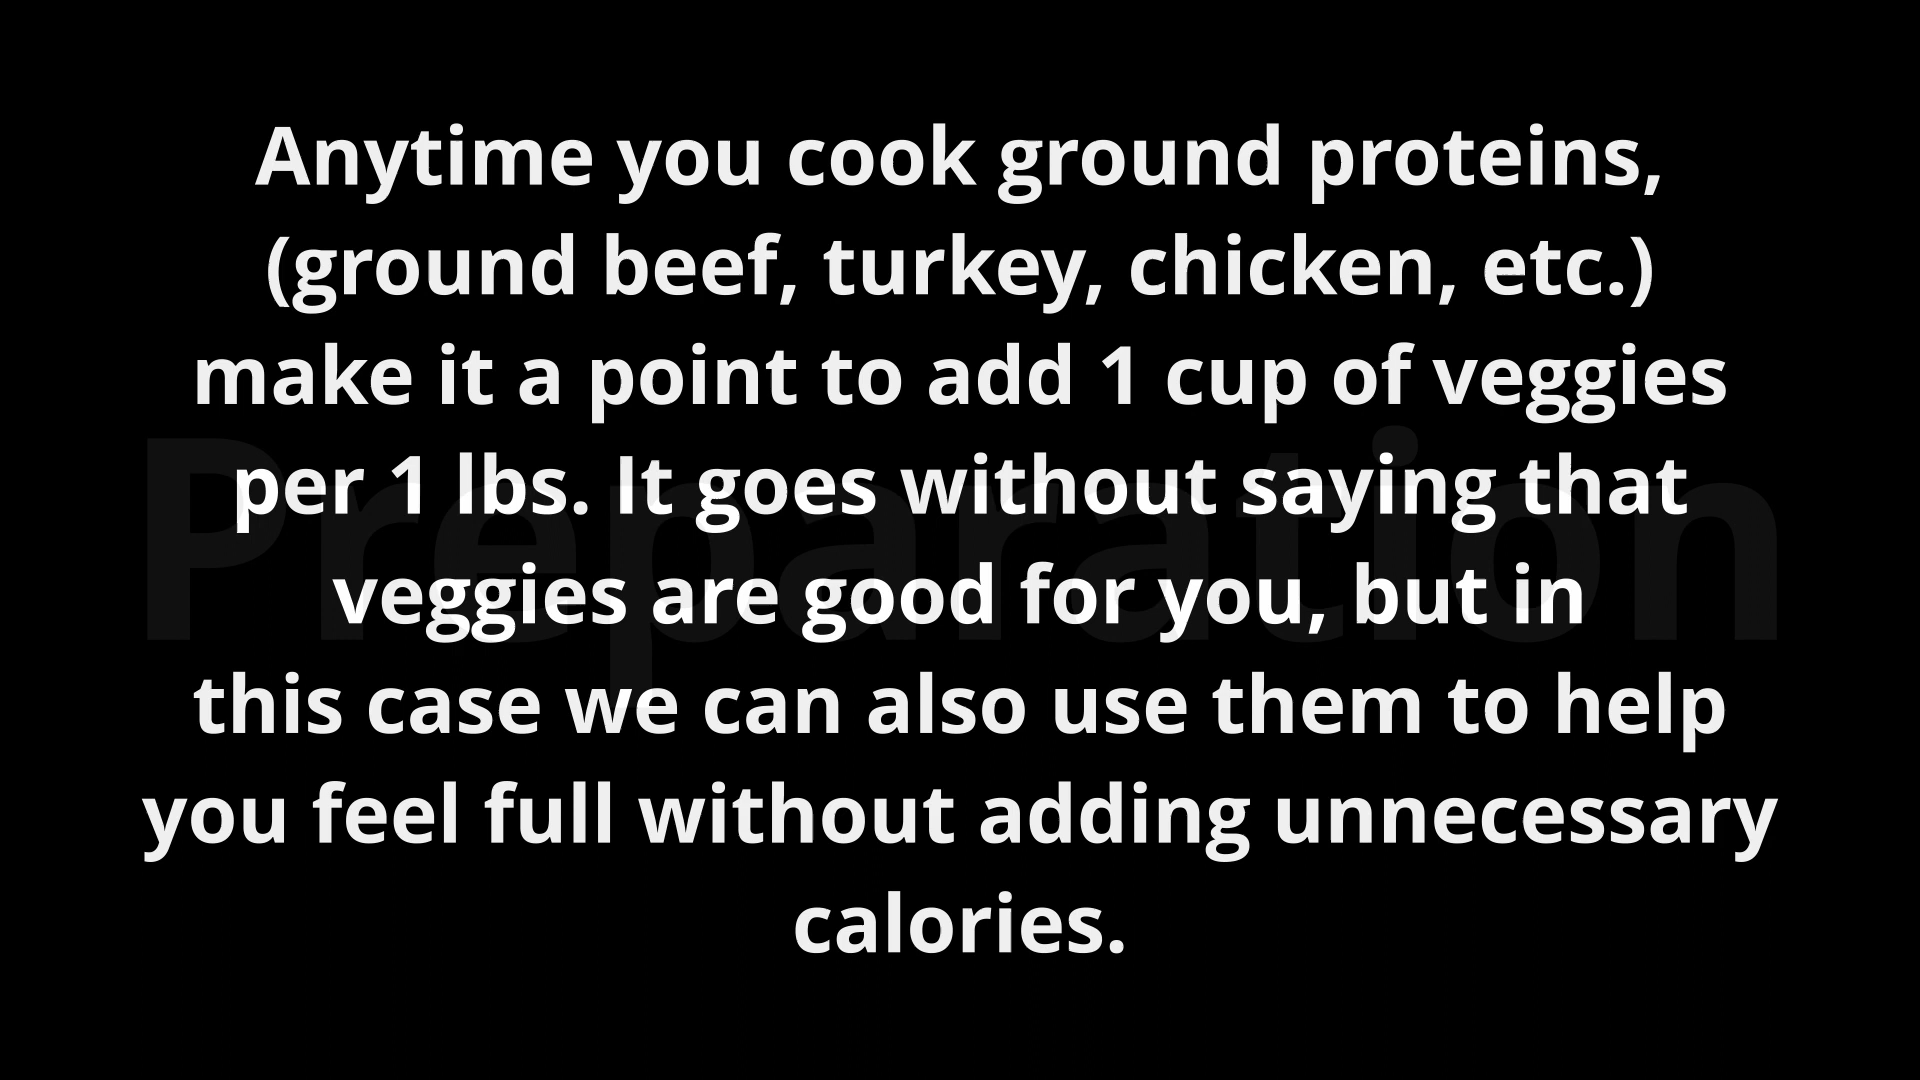 Anytime you cook ground proteins,
(ground beef, turkey, chicken, etc.)
make it a point to add 1 cup of veggies
per 1 lbs. It goes without saying that
veggies are good for you, but in
this case we can also use them to help
you feel full without adding unnecessary
calories.
Preparation